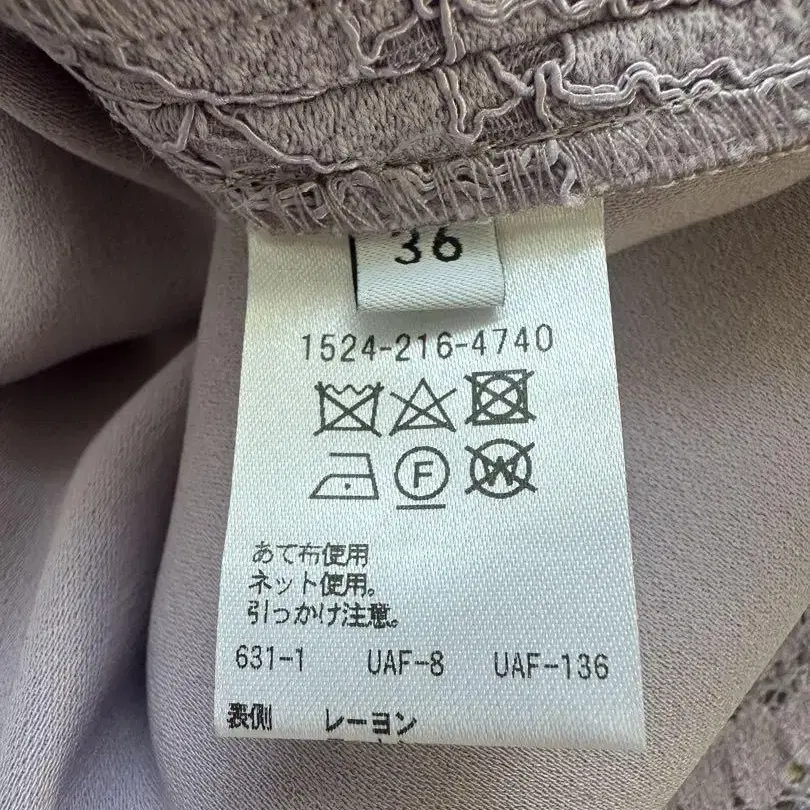 36
1524-216-4740
F W
あて布使用
ネット使用。
引っかけ注意。
631-1 UAF-8 UAF-136
表側 レーヨン